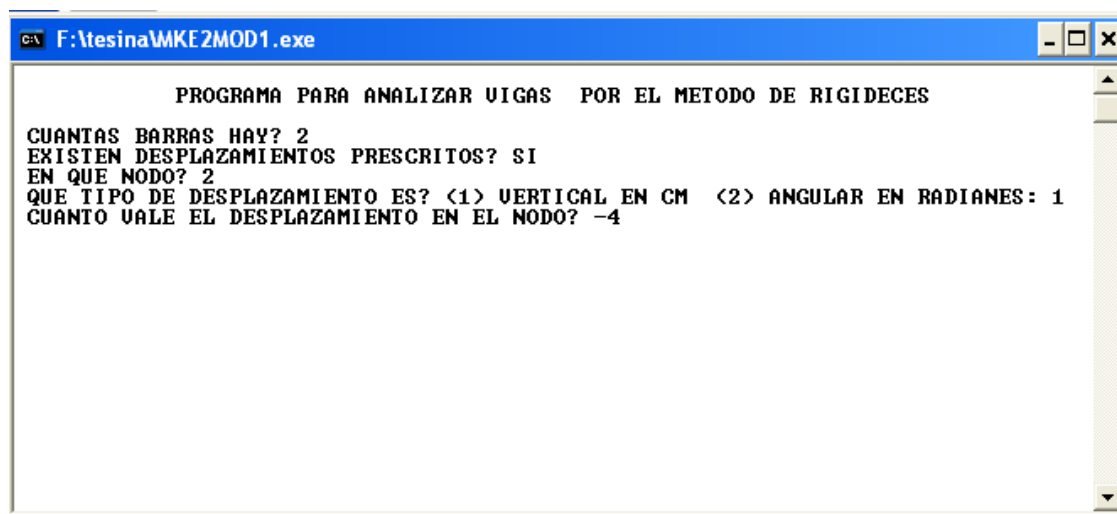 F:\tesina\MKE2MOD1.exe
PROGRAMA PARA ANALIZAR VIGAS  POR EL METODO DE RIGIDECES
CUANTAS BARRAS HAY? 2
EXISTEN DESPLAZAMIENTOS PRESCRITOS? SI
EN QUE NODO? 2
QUE TIPO DE DESPLAZAMIENTO ES? (1) VERTICAL EN CM  (2) ANGULAR EN RADIANES: 1
CUANTO VALE EL DESPLAZAMIENTO EN EL NODO? -4